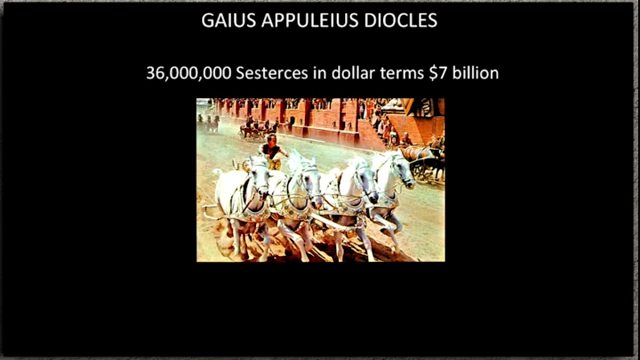 GAIUS APPULEIUS DIOCLES
36,000,000 Sesterces in dollar terms $7 billion